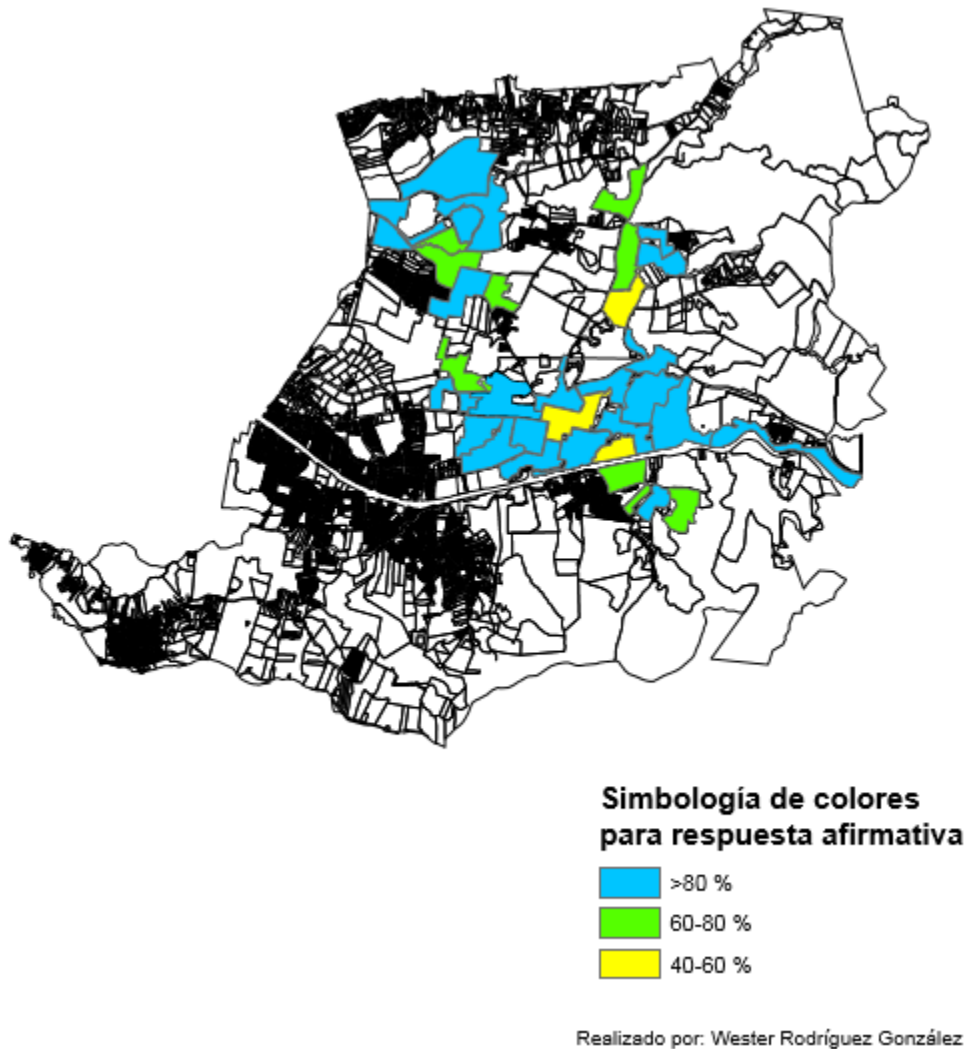 Simbología de colores
para respuesta afirmativa
>80 %
60-80 %
40-60 %
Realizado por: Wester Rodríguez González